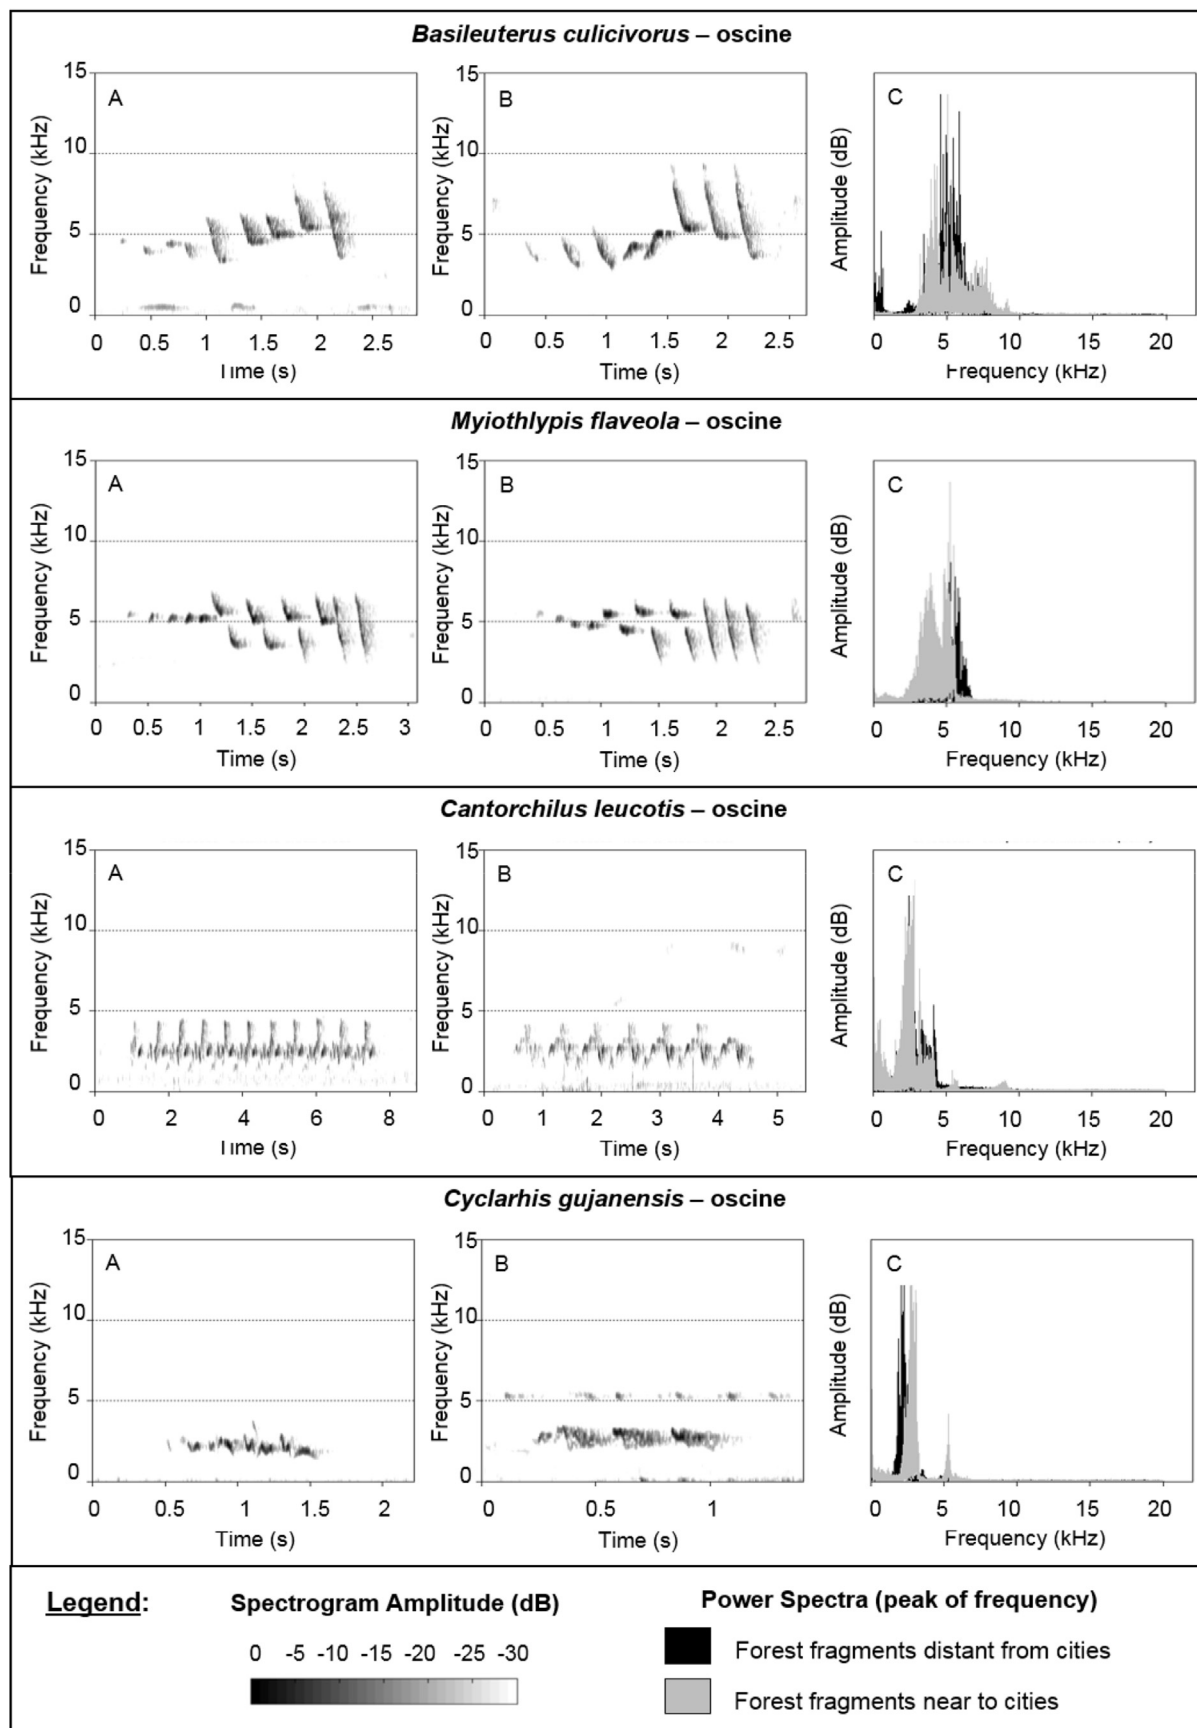 Basileuterus culicivorus – oscine
A
Frequency (kHz)
15
10
5
0
0 0.5 1 1.5 2 2.5
Time (s)
B
Frequency (kHz)
15
10
5
0
0 0.5 1 1.5 2 2.5
Time (s)
C
Amplitude (dB)
0 5 10 15 20
Frequency (kHz)
Myiothlypis flaveola – oscine
A
Frequency (kHz)
15
10
5
0
0 0.5 1 1.5 2 2.5 3
Time (s)
B
Frequency (kHz)
15
10
5
0
0 0.5 1 1.5 2 2.5
Time (s)
C
Amplitude (dB)
0 5 10 15 20
Frequency (kHz)
Cantorchilus leucotis – oscine
A
Frequency (kHz)
15
10
5
0
0 2 4 6 8
Time (s)
B
Frequency (kHz)
15
10
5
0
0 1 2 3 4 5
Time (s)
C
Amplitude (dB)
0 5 10 15 20
Frequency (kHz)
Cyclarhis gujanensis – oscine
A
Frequency (kHz)
15
10
5
0
0 0.5 1 1.5 2
Time (s)
B
Frequency (kHz)
15
10
5
0
0 0.5 1
Time (s)
C
Amplitude (dB)
0 5 10 15 20
Frequency (kHz)
Legend:
Spectrogram Amplitude (dB)
0 -5 -10 -15 -20 -25 -30
Power Spectra (peak of frequency)
Forest fragments distant from cities
Forest fragments near to cities